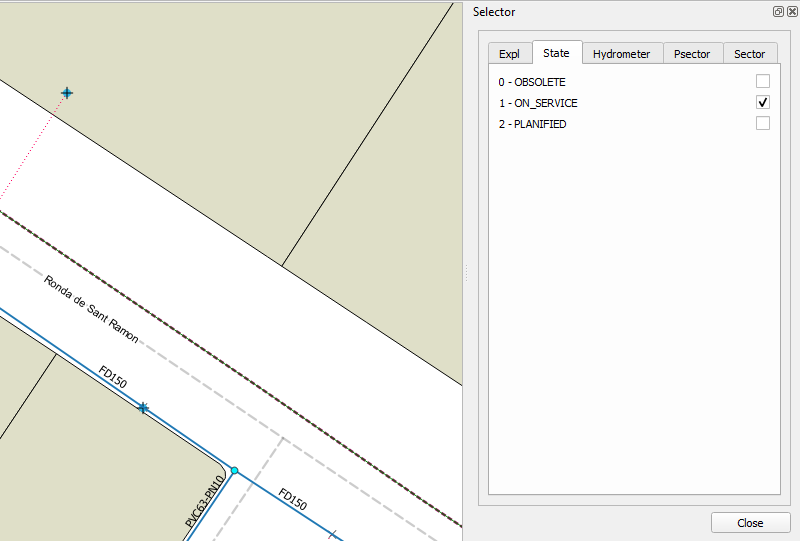 Selector
Expl
State
Hydrometer
Psector
Sector
0 - OBSOLETE
1 - ON_SERVICE
2 - PLANIFIED
Ronda de Sant Ramon
FD150
PVC63-PN10
FD150
Close